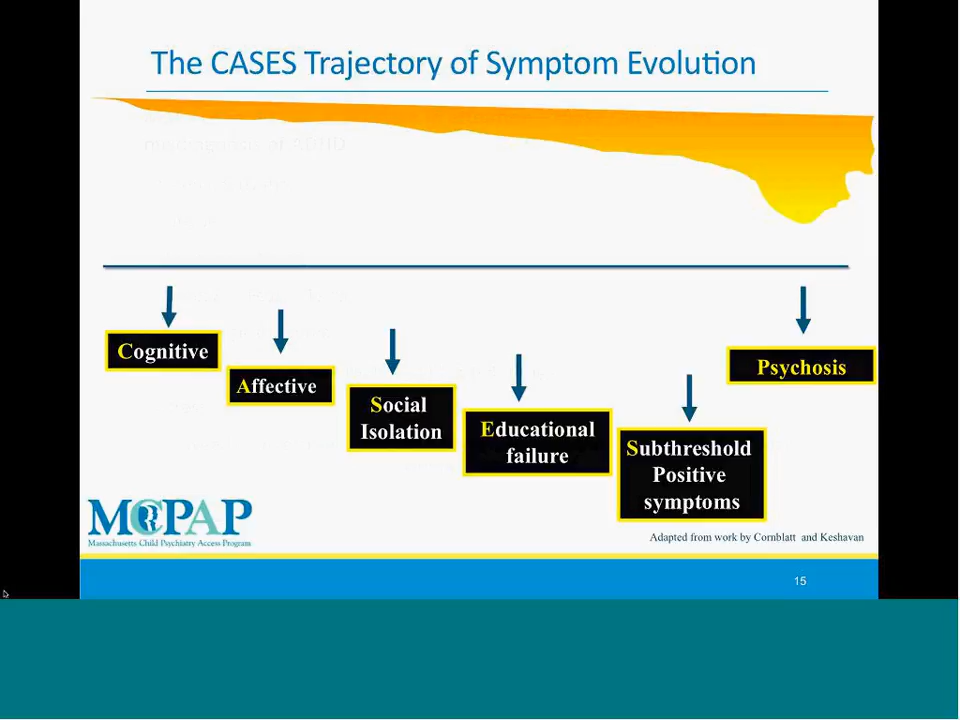 The CASES Trajectory of Symptom Evolution
Cognitive
Affective
Social
Isolation
Educational
failure
Subthreshold
Positive
symptoms
Psychosis
MCPAP
Massachusetts Child Psychiatry Access Program
Adapted from work by Cornblatt and Keshavan
15